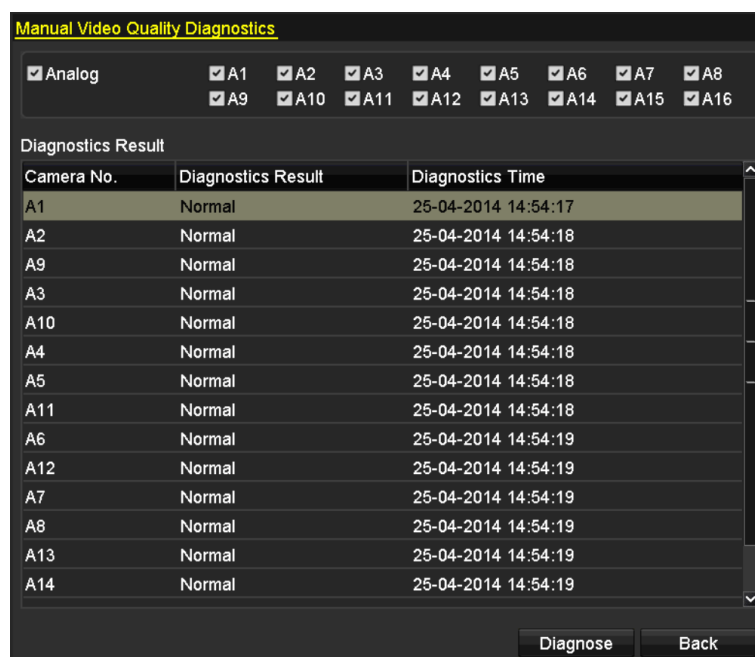 Manual Video Quality Diagnostics
Analog A1 A2 A3 A4 A5 A6 A7 A8
A9 A10 A11 A12 A13 A14 A15 A16
Diagnostics Result
Camera No. Diagnostics Result Diagnostics Time
A1 Normal 25-04-2014 14:54:17
A2 Normal 25-04-2014 14:54:18
A9 Normal 25-04-2014 14:54:18
A3 Normal 25-04-2014 14:54:18
A10 Normal 25-04-2014 14:54:18
A4 Normal 25-04-2014 14:54:18
A5 Normal 25-04-2014 14:54:18
A11 Normal 25-04-2014 14:54:18
A6 Normal 25-04-2014 14:54:19
A12 Normal 25-04-2014 14:54:19
A7 Normal 25-04-2014 14:54:19
A8 Normal 25-04-2014 14:54:19
A13 Normal 25-04-2014 14:54:19
A14 Normal 25-04-2014 14:54:19
Diagnose Back